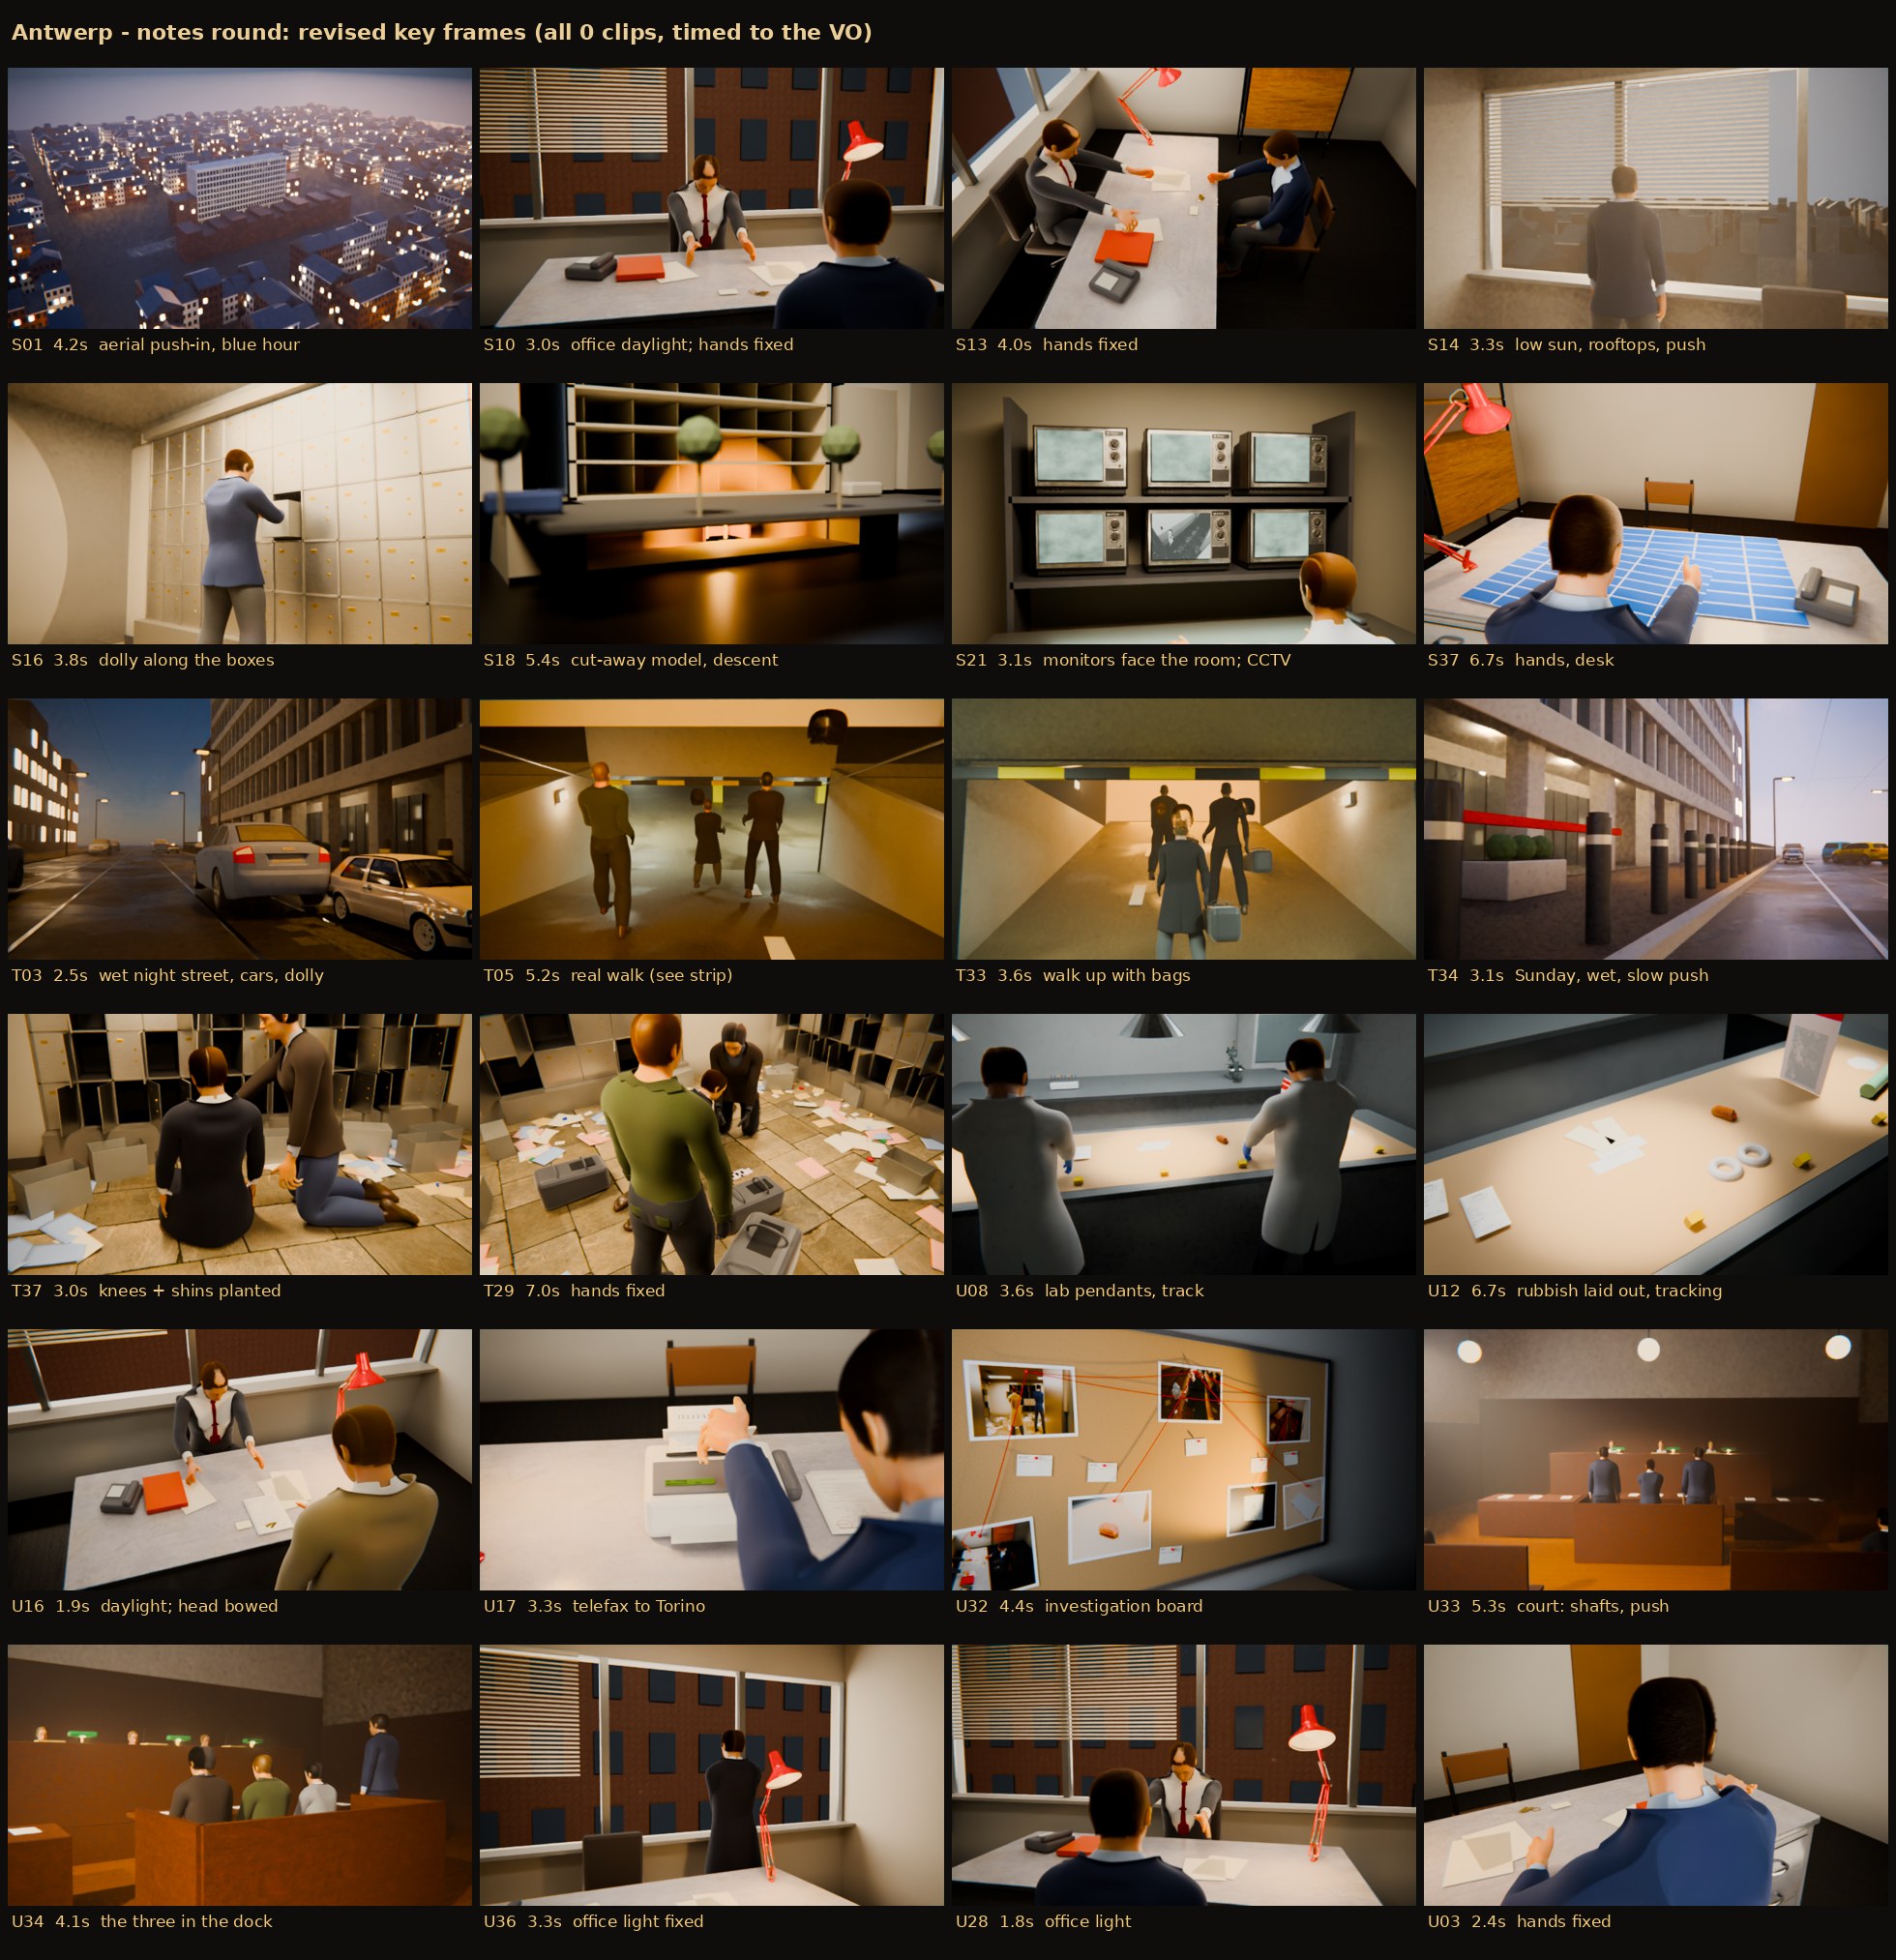 Antwerp - notes round: revised key frames (all 0 clips, timed to the VO)
S01 4.2s aerial push-in, blue hour
S10 3.0s office daylight; hands fixed
S13 4.0s hands fixed
S14 3.3s low sun, rooftops, push
S16 3.8s dolly along the boxes
S18 5.4s cut-away model, descent
S21 3.1s monitors face the room; CCTV
S37 6.7s hands, desk
T03 2.5s wet night street, cars, dolly
T05 5.2s real walk (see strip)
T33 3.6s walk up with bags
T34 3.1s Sunday, wet, slow push
T37 3.0s knees + shins planted
T29 7.0s hands fixed
U08 3.6s lab pendants, track
U12 6.7s rubbish laid out, tracking
U16 1.9s daylight; head bowed
U17 3.3s telefax to Torino
U32 4.4s investigation board
U33 5.3s court: shafts, push
U34 4.1s the three in the dock
U36 3.3s office light fixed
U28 1.8s office light
U03 2.4s hands fixed